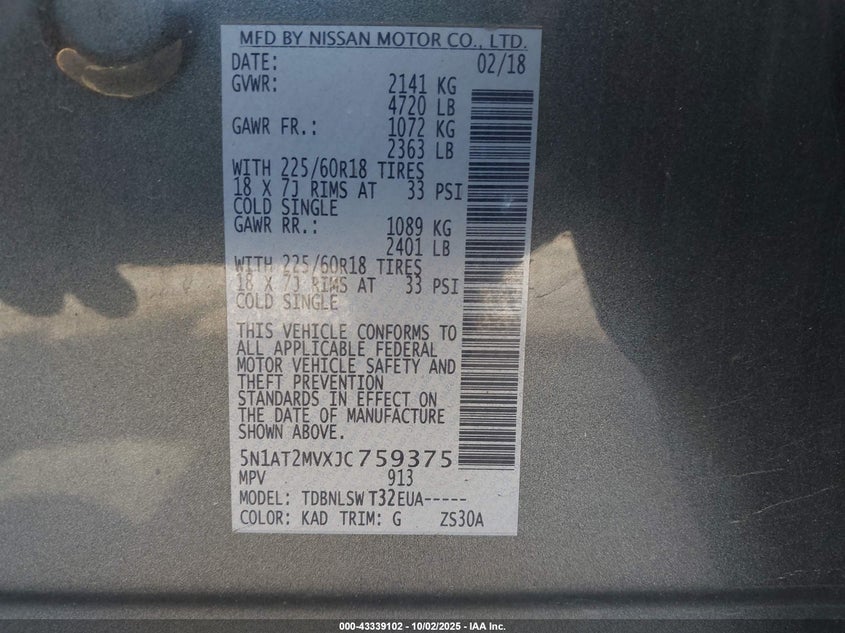 MFD BY NISSAN MOTOR CO., LTD.
DATE: 02/18
GVWR: 2141 KG
4720 LB
GAWR FR.: 1072 KG
2363 LB
WITH 225/60R18 TIRES
18 X 7J RIMS AT 33 PSI
COLD SINGLE
GAWR RR.: 1089 KG
2401 LB
WITH 225/60R18 TIRES
18 X 7J RIMS AT 33 PSI
COLD SINGLE
THIS VEHICLE CONFORMS TO
ALL APPLICABLE FEDERAL
MOTOR VEHICLE SAFETY AND
THEFT PREVENTION
STANDARDS IN EFFECT ON
THE DATE OF MANUFACTURE
SHOWN ABOVE.
5N1AT2MVXJC759375
MPV 913
MODEL: TDBNLSWT32EUA-----
COLOR: KAD TRIM: G ZS30A
000-43339102 - 10/02/2025 - IAA Inc.